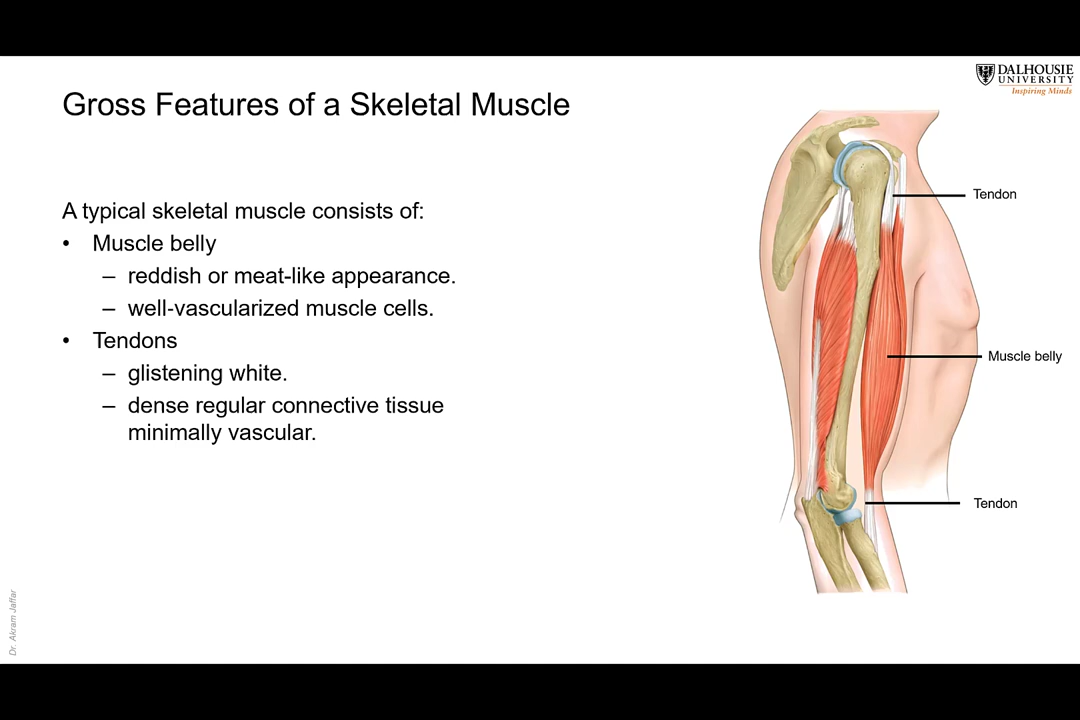 DALHOUSIE
UNIVERSITY
Inspiring Minds
Gross Features of a Skeletal Muscle
A typical skeletal muscle consists of:
• Muscle belly
– reddish or meat-like appearance.
– well-vascularized muscle cells.
• Tendons
– glistening white.
– dense regular connective tissue
minimally vascular.
Tendon
Muscle belly
Tendon
Dr. Akram Jaffar